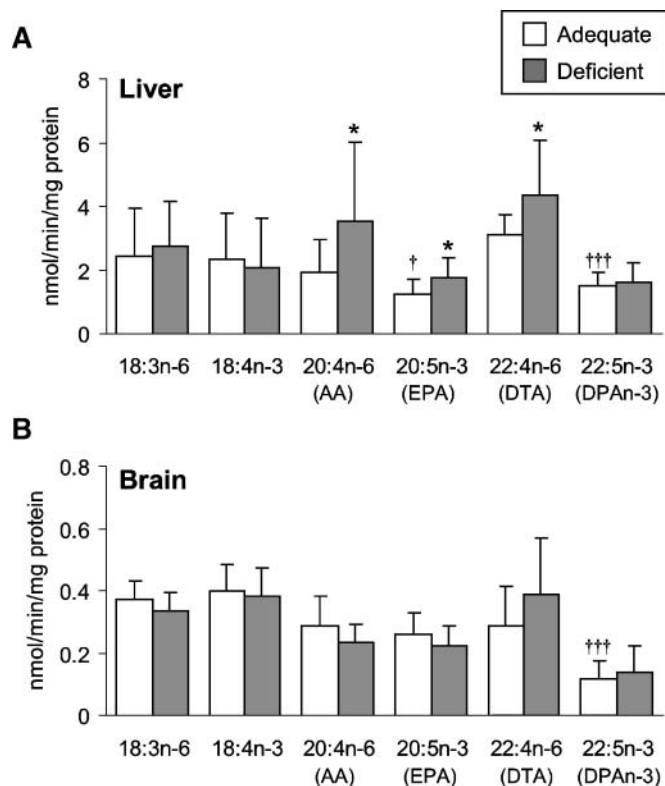 A
Adequate
Deficient
Liver
nmol/min/mg protein
8
6
4
2
0
* * † * †††
18:3n-6 18:4n-3 20:4n-6 20:5n-3 22:4n-6 22:5n-3
(AA) (EPA) (DTA) (DPAn-3)
B
Brain
nmol/min/mg protein
0.8
0.6
0.4
0.2
0
†††
18:3n-6 18:4n-3 20:4n-6 20:5n-3 22:4n-6 22:5n-3
(AA) (EPA) (DTA) (DPAn-3)